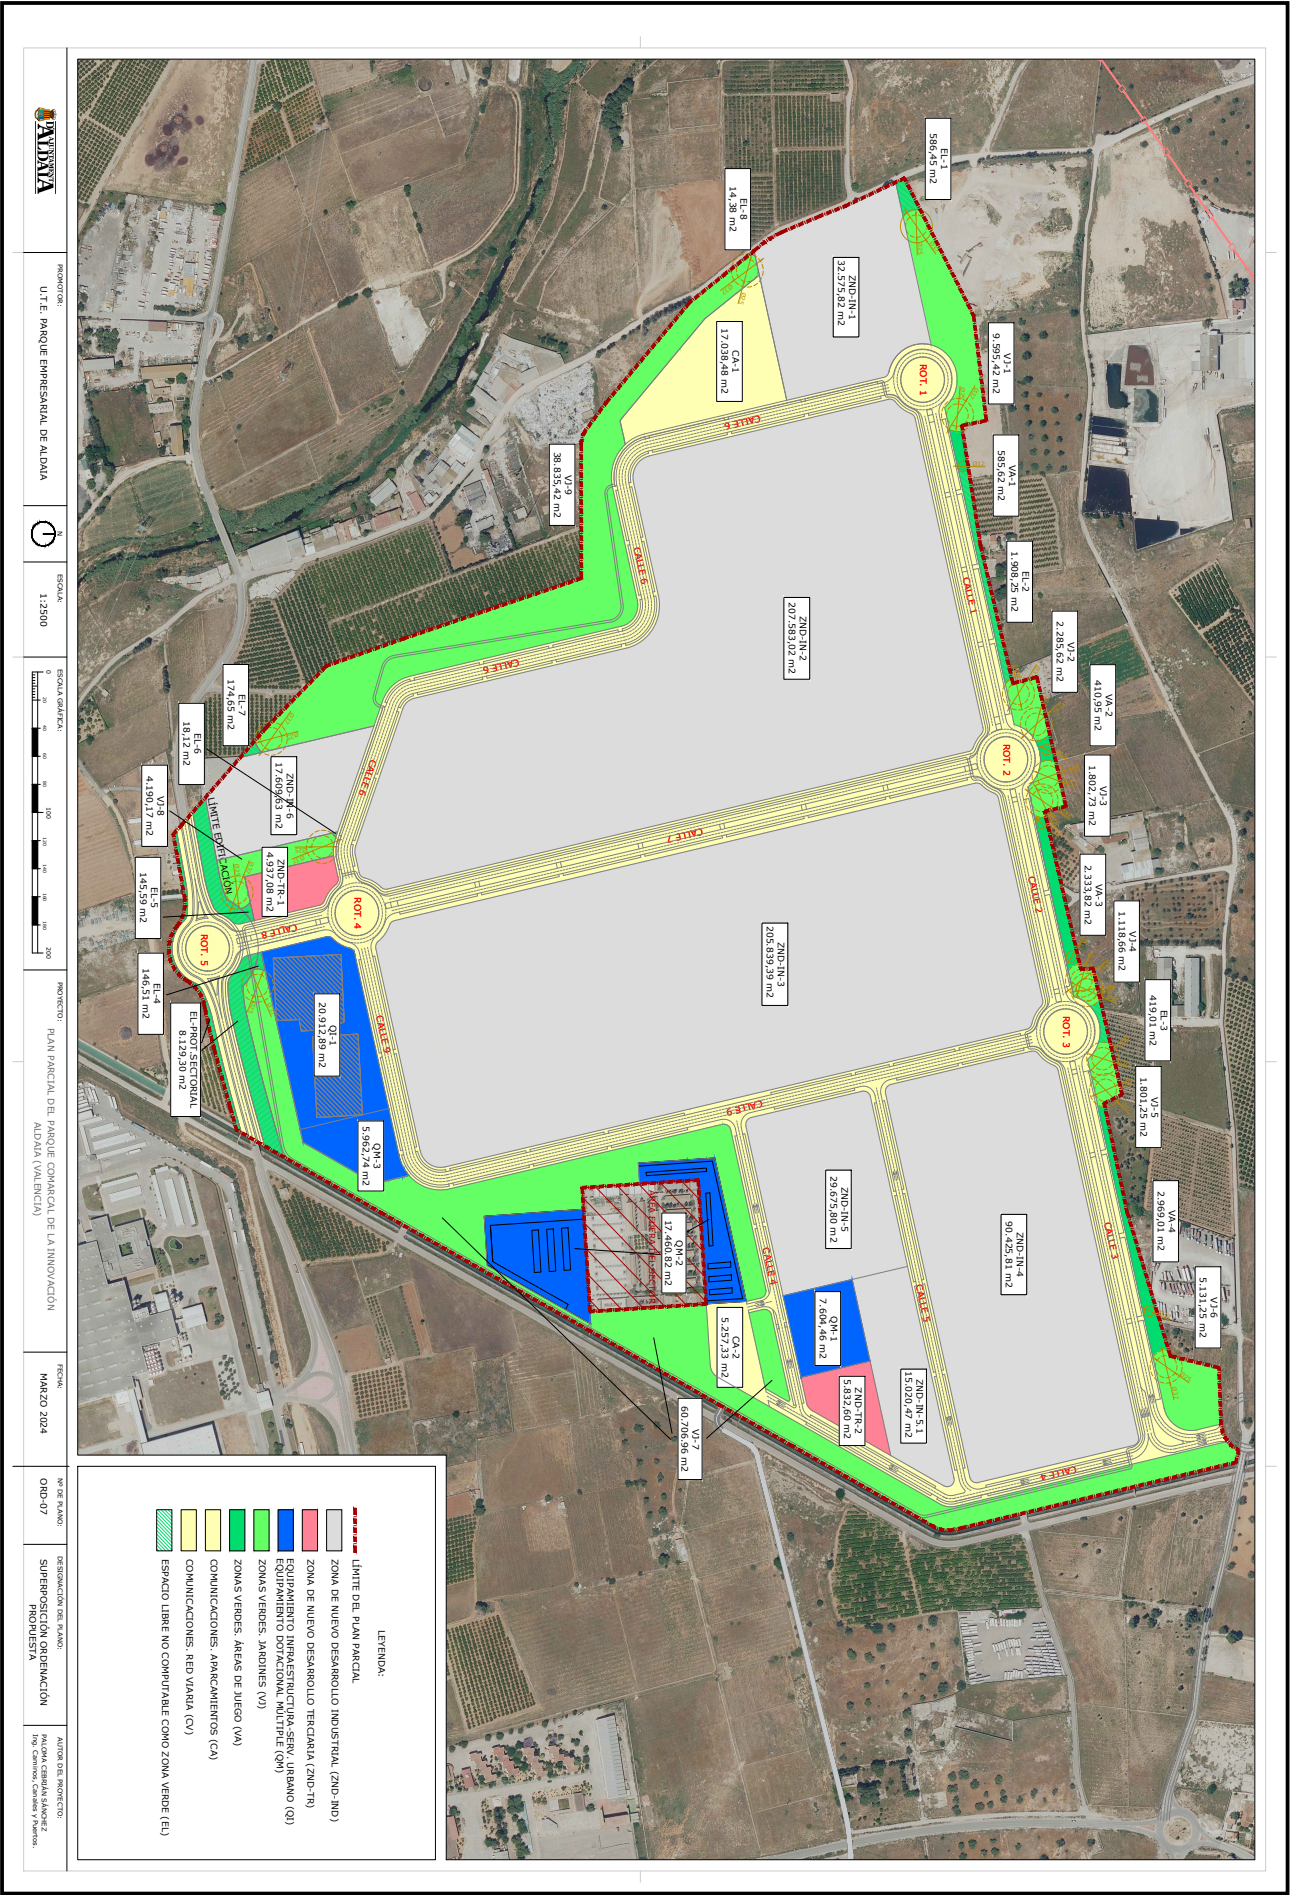 EL-1
586,45 m2
VJ-1
9.595,42 m2
VA-1
585,62 m2
EL-2
1.908,25 m2
VJ-2
2.285,62 m2
VA-2
410,95 m2
VJ-3
1.802,73 m2
VA-3
2.333,82 m2
VJ-4
1.118,66 m2
EL-3
419,01 m2
VJ-5
1.801,25 m2
VA-4
2.969,01 m2
VJ-6
5.131,25 m2
EL-8
14,38 m2
ZND-IN-1
32.575,82 m2
CA-1
17.038,48 m2
VJ-9
38.835,42 m2
ROT. 1
CALLE 6
CALLE 1
CALLE 6
ZND-IN-2
207.583,02 m2
CALLE 6
ROT. 2
CALLE 7
CALLE 2
ZND-IN-3
205.839,39 m2
ROT. 3
CALLE 3
ZND-IN-4
90.425,81 m2
CALLE 9
ZND-IN-5
29.675,80 m2
CALLE 5
CALLE 4
ZND-IN-5.1
15.020,47 m2
QM-1
7.604,46 m2
ZND-TR-2
5.832,60 m2
CA-2
5.257,33 m2
CALLE 4
QM-2
17.460,82 m2
VJ-7
60.706,96 m2
EL-7
174,65 m2
EL-6
18,12 m2
ZND-IN-6
17.609,63 m2
CALLE 6
LÍMITE EDIFICACIÓN
VJ-8
4.190,17 m2
ZND-TR-1
4.937,08 m2
EL-5
145,59 m2
ROT. 4
CALLE 8
ROT. 5
EL-4
146,51 m2
QI-1
20.912,89 m2
CALLE 9
EL-PROT.SECTORIAL
8.129,30 m2
QM-3
5.962,74 m2
LEYENDA:
LÍMITE DEL PLAN PARCIAL
ZONA DE NUEVO DESARROLLO INDUSTRIAL (ZND-IND)
ZONA DE NUEVO DESARROLLO TERCIARIA (ZND-TR)
EQUIPAMIENTO INFRAESTRUCTURA-SERV. URBANO (QI)
EQUIPAMIENTO DOTACIONAL MÚLTIPLE (QM)
ZONAS VERDES. JARDINES (VJ)
ZONAS VERDES. ÁREAS DE JUEGO (VA)
COMUNICACIONES. APARCAMIENTOS (CA)
COMUNICACIONES. RED VIARIA (CV)
ESPACIO LIBRE NO COMPUTABLE COMO ZONA VERDE (EL)
AJUNTAMENT
D'ALDAIA
PROMOTOR:
U.T.E. PARQUE EMPRESARIAL DE ALDAIA
N
ESCALA:
1:2500
ESCALA GRÁFICA:
0 20 40 60 80 100 120 140 160 180 200
PROYECTO:
PLAN PARCIAL DEL PARQUE COMARCAL DE LA INNOVACIÓN
ALDAIA (VALENCIA)
FECHA:
MARZO 2024
Nº DE PLANO:
ORD-07
DESIGNACIÓN DEL PLANO:
SUPERPOSICIÓN ORDENACIÓN
PROPUESTA
AUTOR DEL PROYECTO:
PALOMA CEBRIÁN SÁNCHEZ
Ing. Caminos, Canales y Puertos.